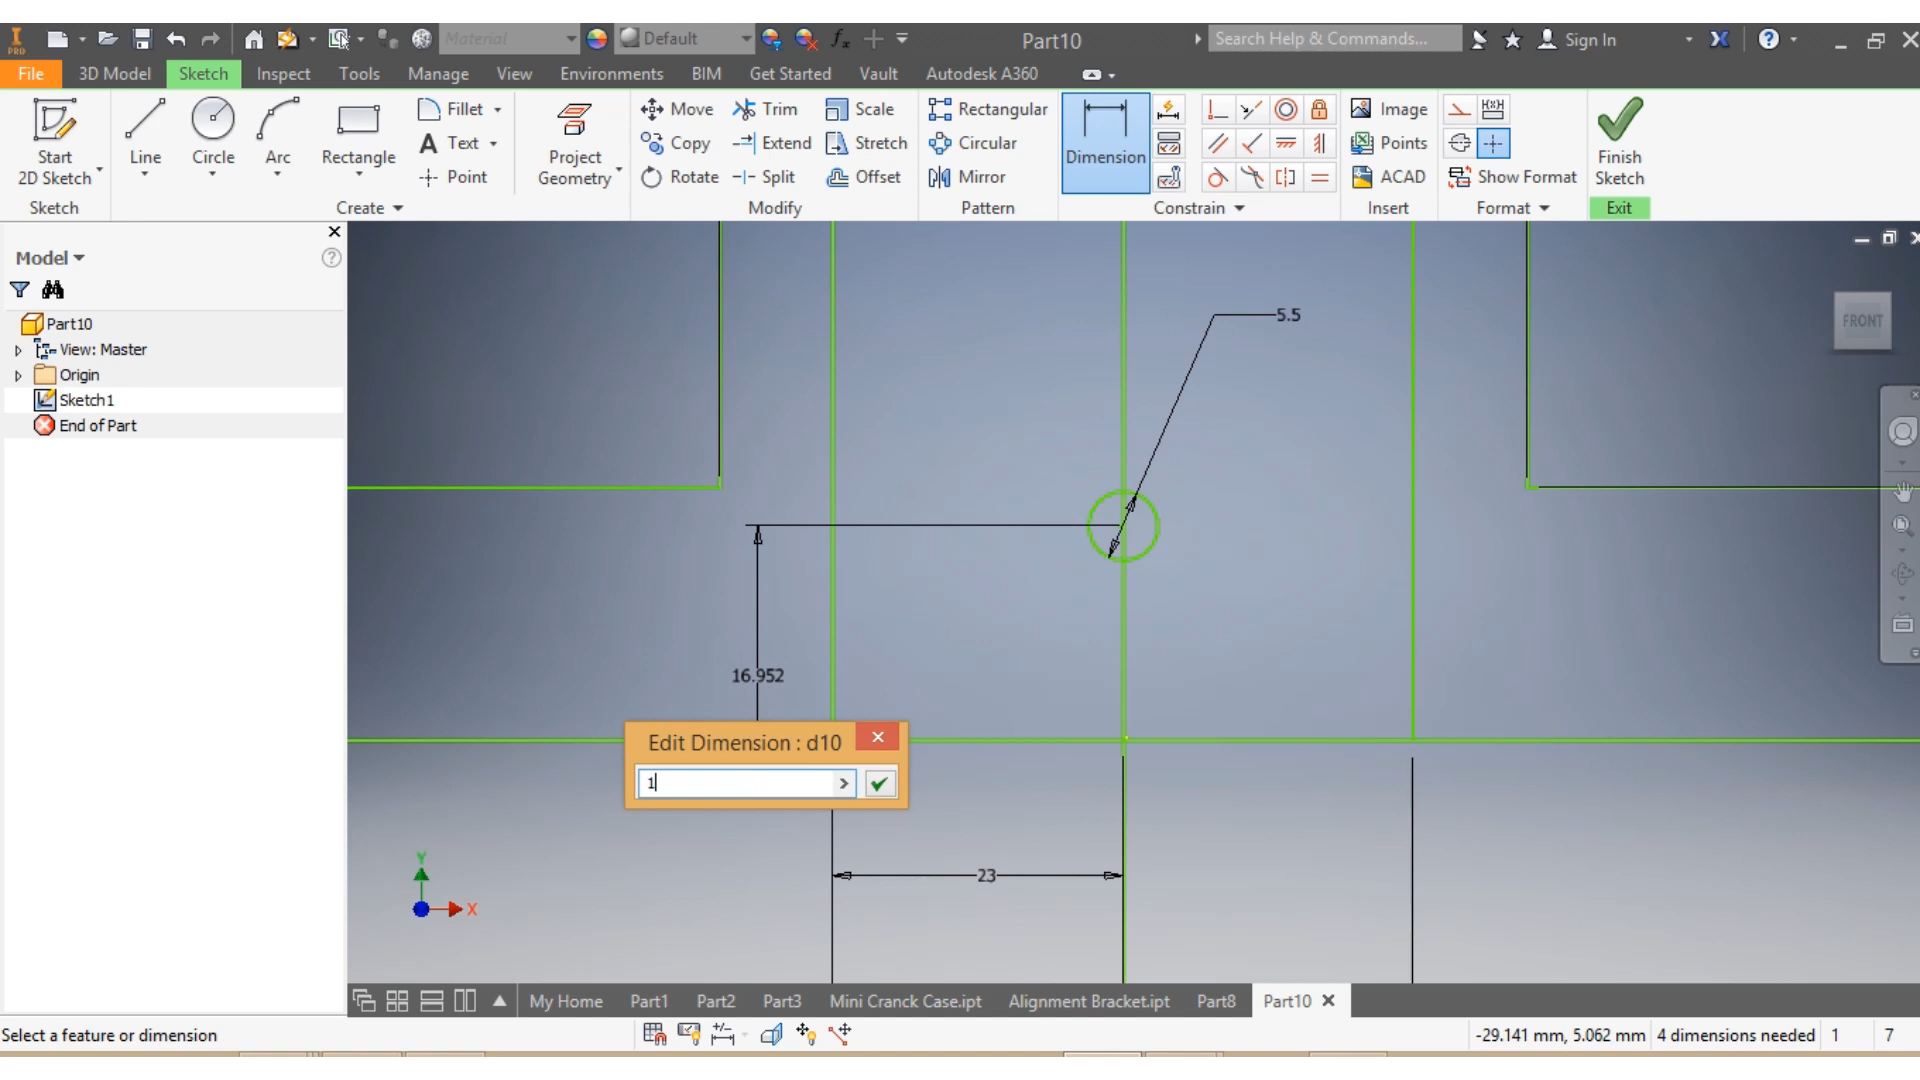 PRO
Material
Default
fx
Part10
Search Help & Commands...
Sign In
File
3D Model
Sketch
Inspect
Tools
Manage
View
Environments
BIM
Get Started
Vault
Autodesk A360
Start
2D Sketch
Line
Circle
Arc
Rectangle
Fillet
A Text
Point
Project
Geometry
Move
Copy
Rotate
Trim
Extend
Split
Scale
Stretch
Offset
Rectangular
Circular
Mirror
Dimension
Image
Points
ACAD
Show Format
Finish
Sketch
Sketch
Create
Modify
Pattern
Constrain
Insert
Format
Exit
Model
Part10
View: Master
Origin
Sketch1
End of Part
FRONT
5.5
16.952
Edit Dimension : d10
1
23
Y
X
My Home
Part1
Part2
Part3
Mini Cranck Case.ipt
Alignment Bracket.ipt
Part8
Part10
Select a feature or dimension
-29.141 mm, 5.062 mm
4 dimensions needed
1
7